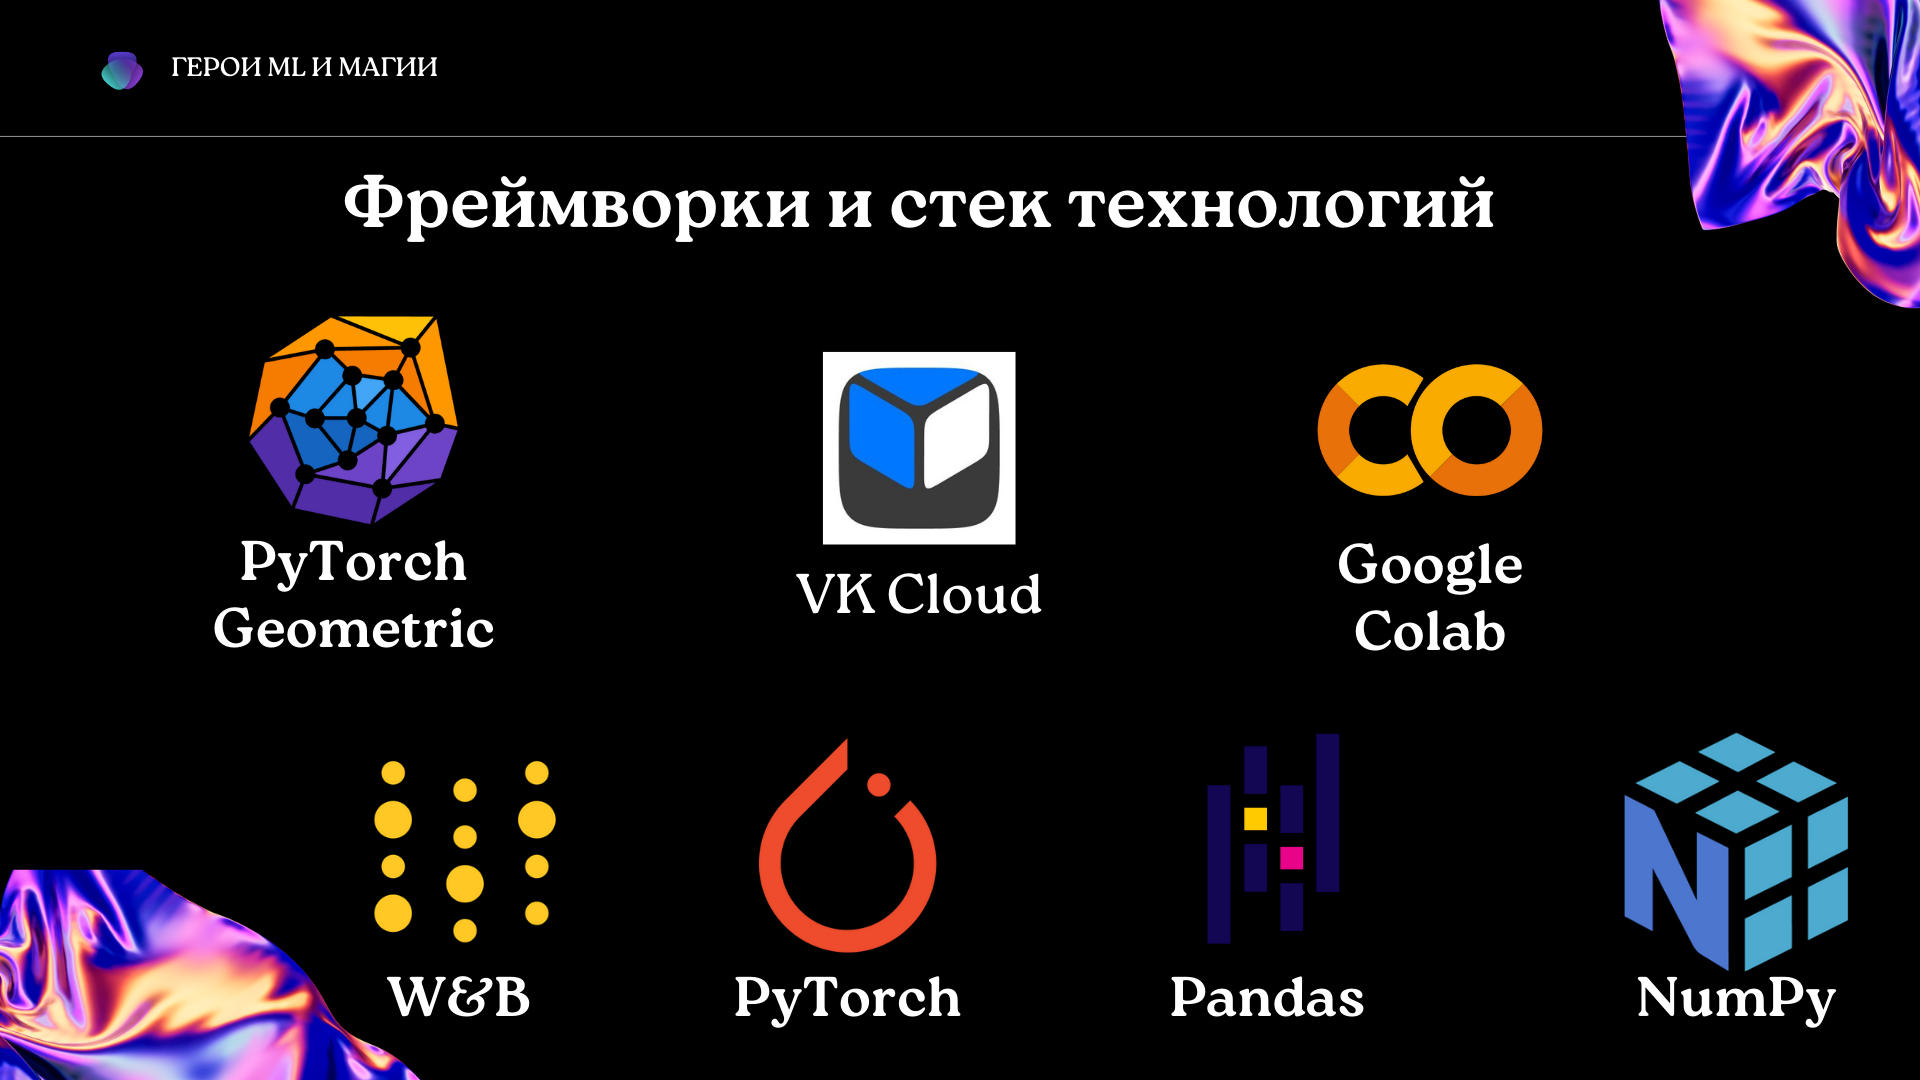 ГЕРОИ ML И МАГИИ
Фреймворки и стек технологий
PyTorch
Geometric
VK Cloud
Google
Colab
W&B
PyTorch
Pandas
NumPy